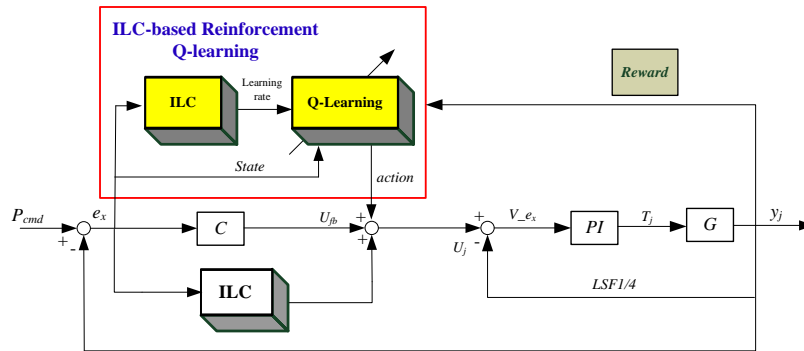 ILC-based Reinforcement
Q-learning
Reward
Learning
rate
ILC
Q-Learning
State
action
P_cmd
e_x
+
-
C
U_fb
+
+
U_j
+
-
V_e_x
PI
T_j
G
y_j
LSF1/4
ILC